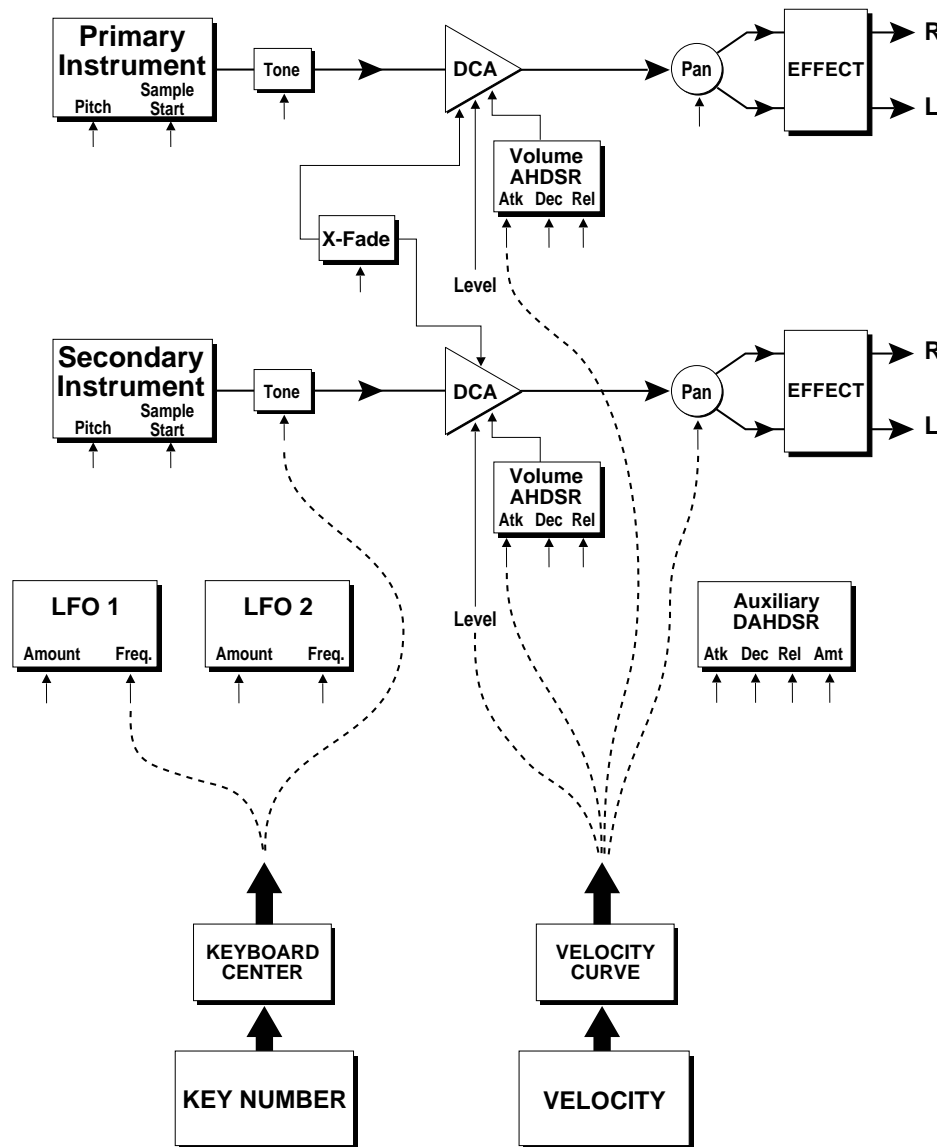 Primary
Instrument
Pitch
Sample
Start
Tone
DCA
Pan
EFFECT
R
L
Volume
AHDSR
Atk Dec Rel
X-Fade
Level
Secondary
Instrument
Pitch
Sample
Start
Tone
DCA
Pan
EFFECT
R
L
Volume
AHDSR
Atk Dec Rel
Level
LFO 1
Amount Freq.
LFO 2
Amount Freq.
Auxiliary
DAHDSR
Atk Dec Rel Amt
KEYBOARD
CENTER
VELOCITY
CURVE
KEY NUMBER
VELOCITY